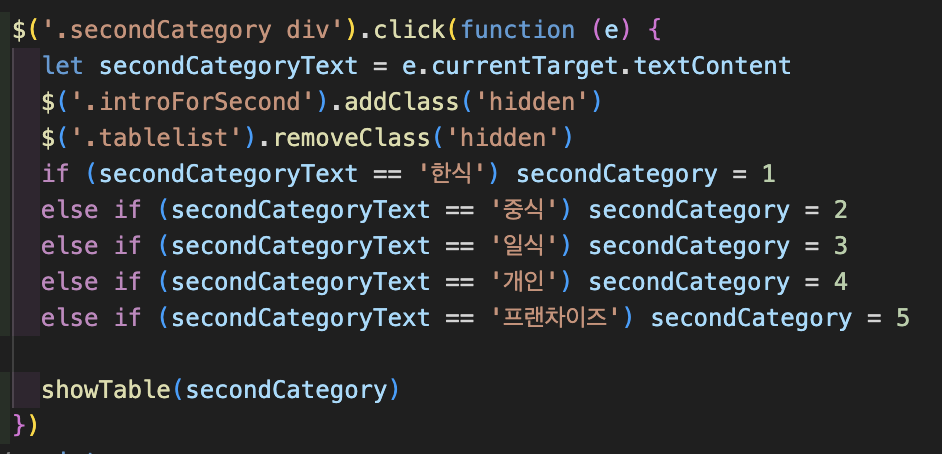 $('.secondCategory div').click(function (e) {
let secondCategoryText = e.currentTarget.textContent
$('.introForSecond').addClass('hidden')
$('.tablelist').removeClass('hidden')
if (secondCategoryText == '한식') secondCategory = 1
else if (secondCategoryText == '중식') secondCategory = 2
else if (secondCategoryText == '일식') secondCategory = 3
else if (secondCategoryText == '개인') secondCategory = 4
else if (secondCategoryText == '프랜차이즈') secondCategory = 5
showTable(secondCategory)
})